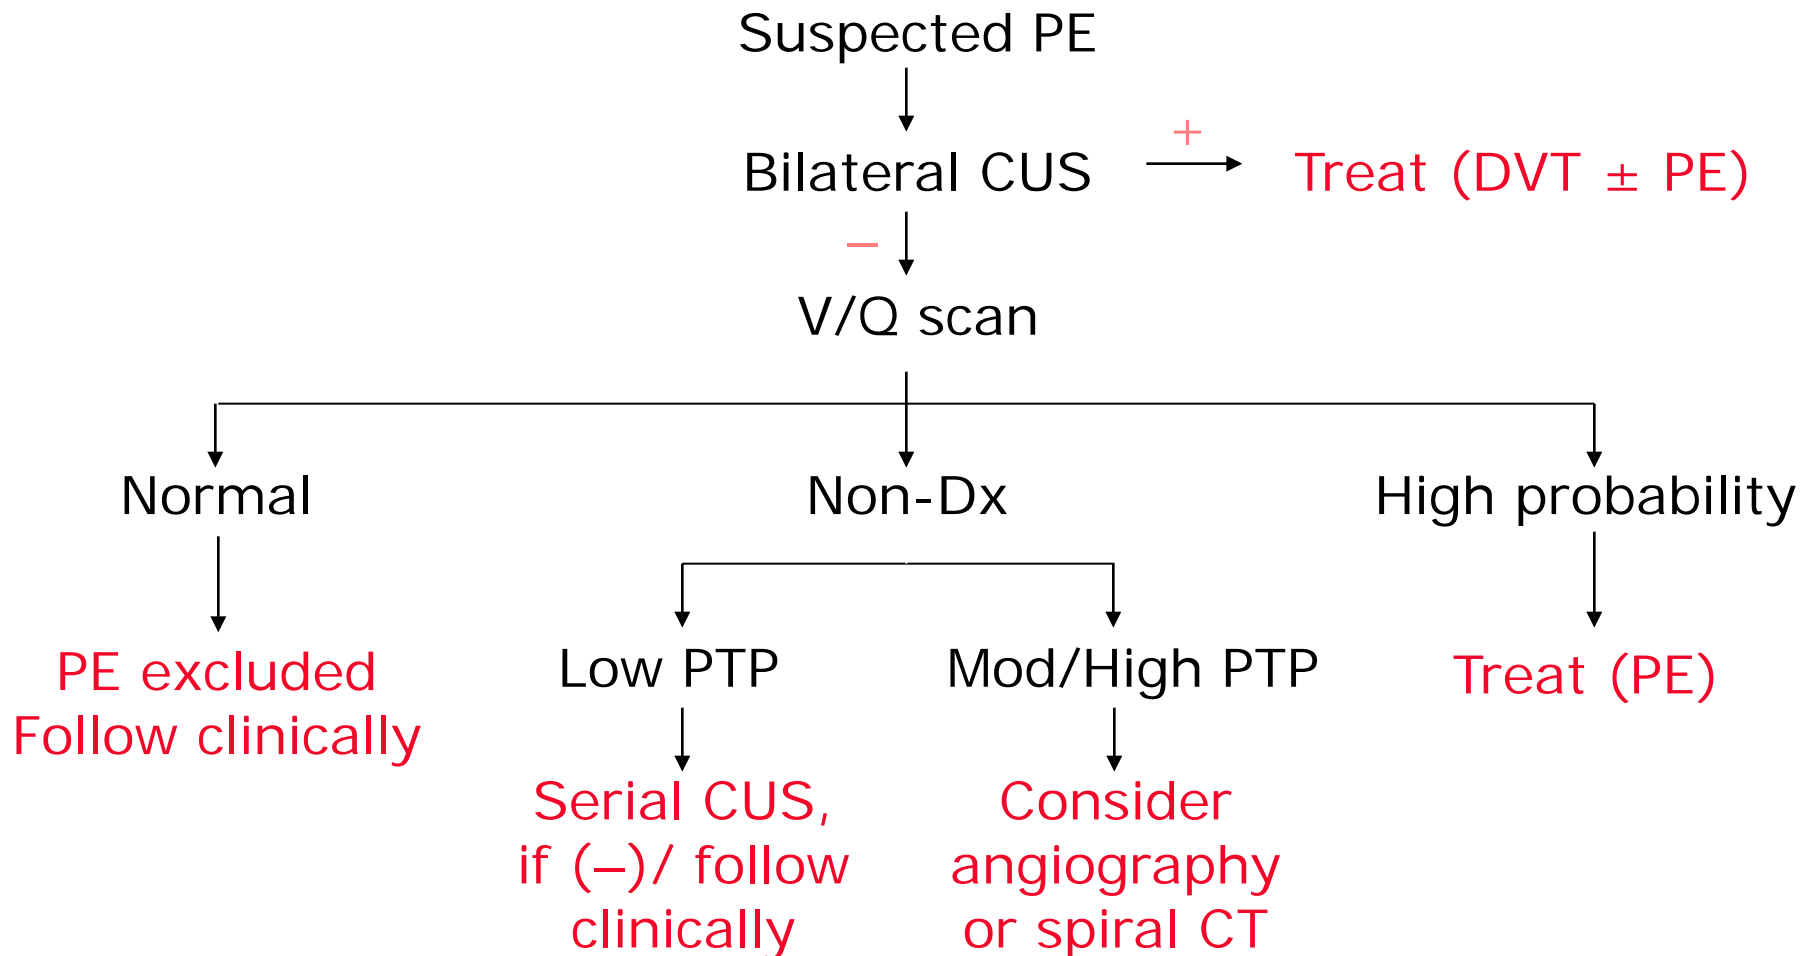 Suspected PE
+
Bilateral CUS
Treat (DVT ± PE)
–
V/Q scan
Normal
Non-Dx
High probability
PE excluded
Follow clinically
Low PTP
Mod/High PTP
Treat (PE)
Serial CUS,
if (–)/ follow
clinically
Consider
angiography
or spiral CT